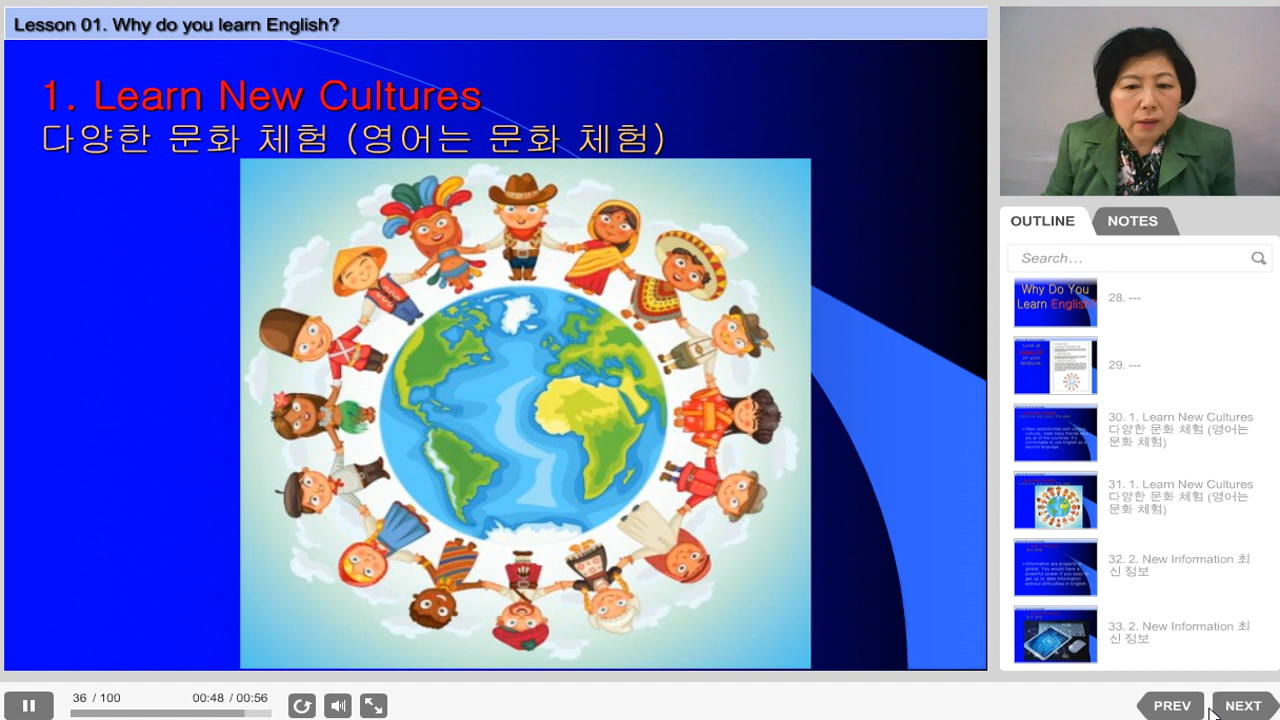 Lesson 01. Why do you learn English?
1. Learn New Cultures
다양한 문화 체험 (영어는 문화 체험)
OUTLINE
NOTES
Search...
Why Do You
Learn English?
28. ---
29. ---
30. 1. Learn New Cultures
다양한 문화 체험 (영어는
문화 체험)
31. 1. Learn New Cultures
다양한 문화 체험 (영어는
문화 체험)
32. 2. New Information 최
신 정보
33. 2. New Information 최
신 정보
36 / 100
00:48 / 00:56
PREV
NEXT